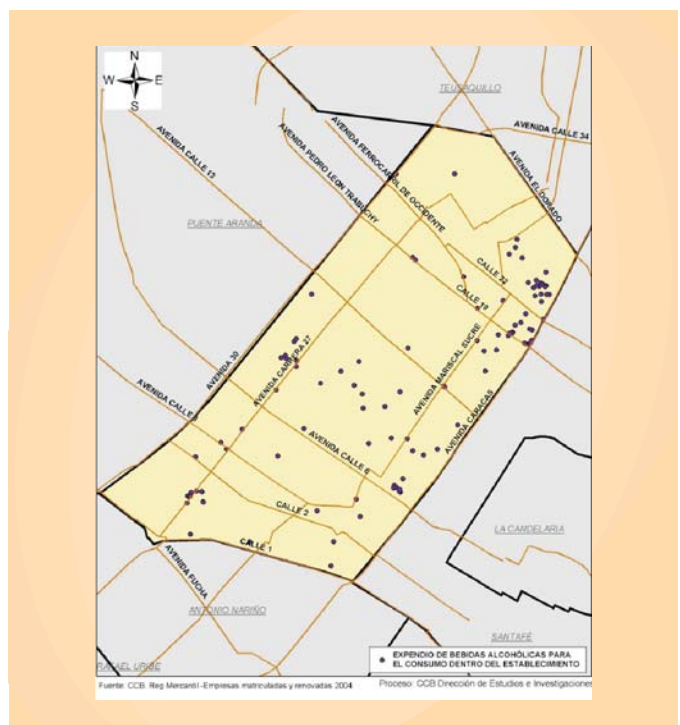 N
W E
S
TEUSAQUILLO
AVENIDA CALLE 34
AVENIDA EL DORADO
AVENIDA FERROCARRIL DE OCCIDENTE
AVENIDA PEDRO LEON TRABUCHY
AVENIDA CALLE 13
PUENTE ARANDA
CALLE 22
CALLE 19
AVENIDA MARISCAL SUCRE
AVENIDA CARRERA 27
AVENIDA 30
AVENIDA CARACAS
AVENIDA CALLE
AVENIDA CALLE 6
CALLE 2
CALLE 1
LA CANDELARIA
AVENIDA FUCHA
ANTONIO NARIÑO
SANTAFÉ
RAFAEL URIBE
EXPENDIO DE BEBIDAS ALCOHÓLICAS PARA
EL CONSUMO DENTRO DEL ESTABLECIMIENTO
Fuente: CCB. Reg Mercantil -Empresas matriculadas y renovadas 2004
Proceso: CCB Dirección de Estudios e Investigaciones